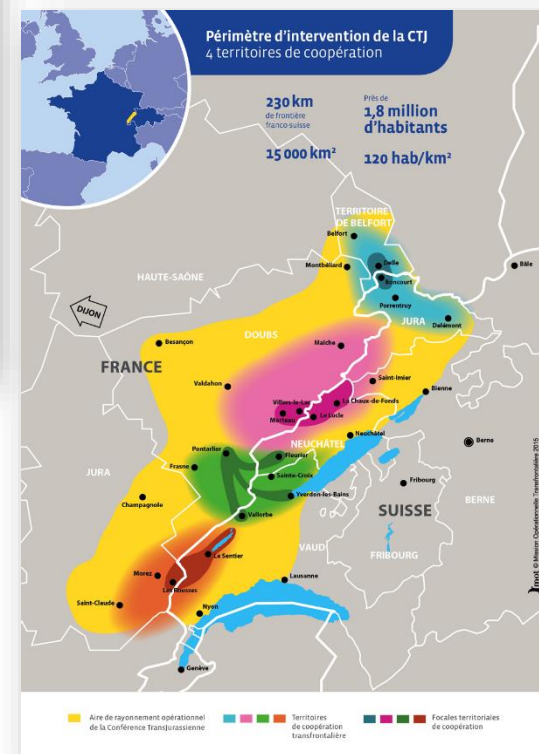 Périmètre d'intervention de la CTJ
4 territoires de coopération
230 km
de frontière
franco-suisse
15 000 km²
Près de
1,8 million
d'habitants
120 hab/km²
TERRITOIRE
DE BELFORT
Belfort
Montbéliard
Delle
Boncourt
Bâle
HAUTE-SAÔNE
Porrentruy
DIJON
JURA
Delémont
DOUBS
Besançon
Maîche
FRANCE
Saint-Imier
Valdahon
Bienne
Villers-le-Lac
La Chaux-de-Fonds
Morteau
Le Locle
Neuchâtel
NEUCHÂTEL
Berne
Pontarlier
Fleurier
Frasne
JURA
Sainte-Croix
Fribourg
Yverdon-les-Bains
Champagnole
SUISSE
BERNE
Vallorbe
VAUD
FRIBOURG
Le Sentier
Morez
Les Rousses
Lausanne
Saint-Claude
Nyon
Genève
mot © Mission Opérationnelle Transfrontalière 2015
Aire de rayonnement opérationnel
de la Conférence TransJurassienne
Territoires
de coopération
transfrontalière
Focales territoriales
de coopération